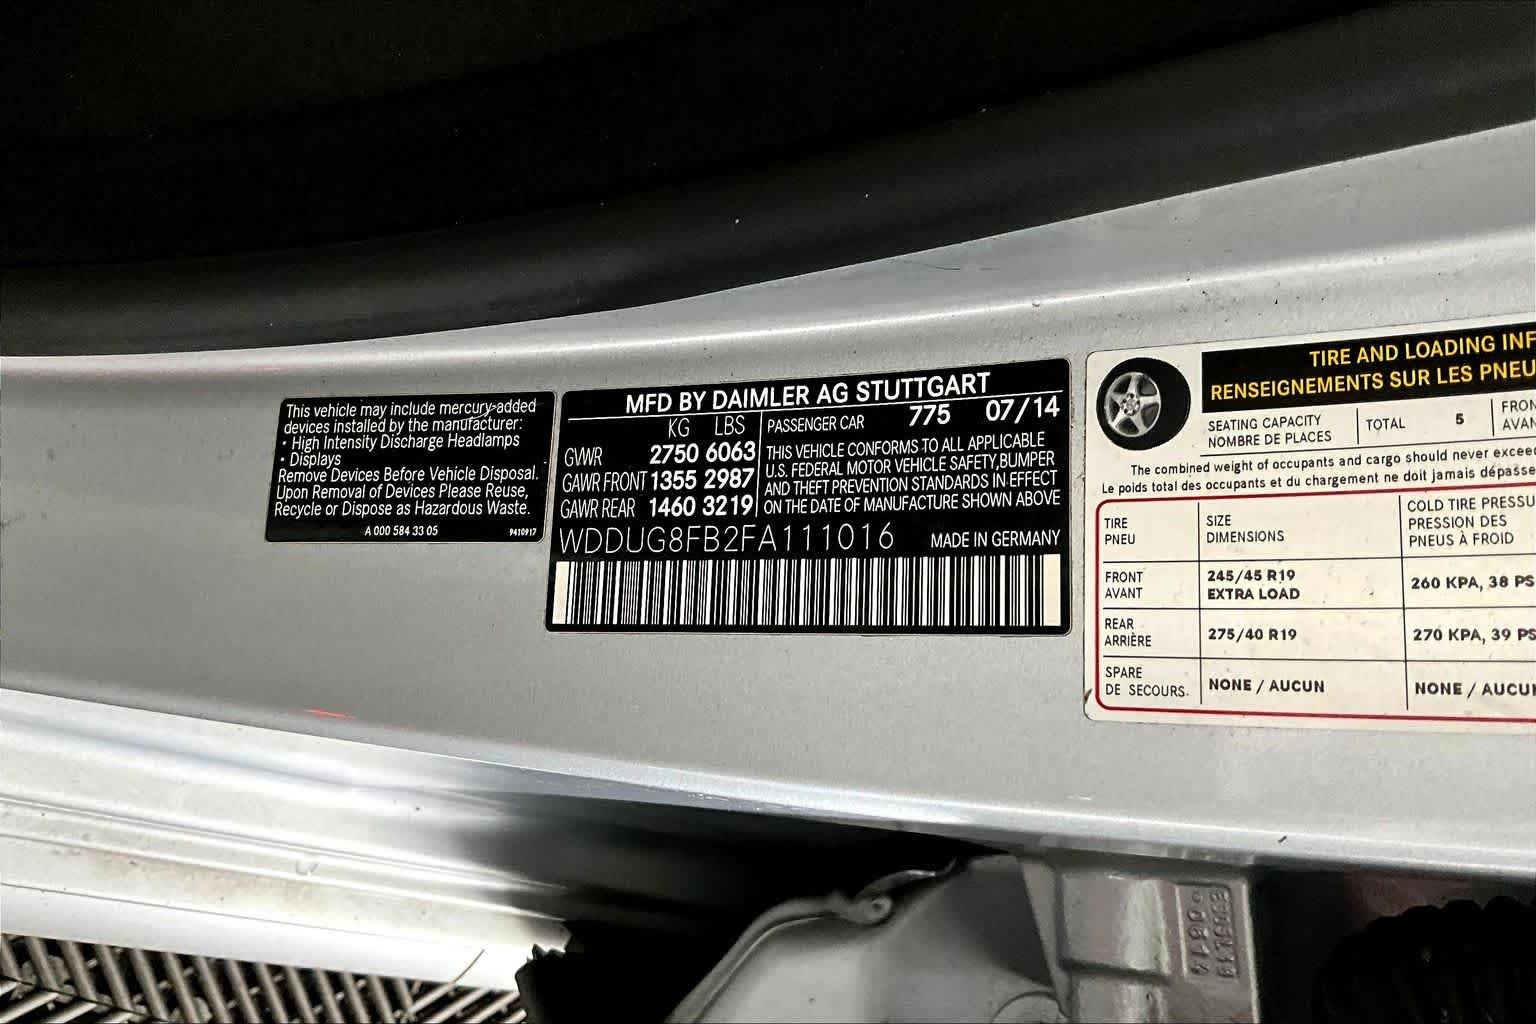 This vehicle may include mercury-added
devices installed by the manufacturer:
• High Intensity Discharge Headlamps
• Displays
Remove Devices Before Vehicle Disposal.
Upon Removal of Devices Please Reuse,
Recycle or Dispose as Hazardous Waste.
A 000 584 33 05
9410917
MFD BY DAIMLER AG STUTTGART
KG LBS
GVWR 2750 6063
GAWR FRONT 1355 2987
GAWR REAR 1460 3219
PASSENGER CAR 775 07/14
THIS VEHICLE CONFORMS TO ALL APPLICABLE
U.S. FEDERAL MOTOR VEHICLE SAFETY, BUMPER
AND THEFT PREVENTION STANDARDS IN EFFECT
ON THE DATE OF MANUFACTURE SHOWN ABOVE
WDDUG8FB2FA111016 MADE IN GERMANY
TIRE AND LOADING INF
RENSEIGNEMENTS SUR LES PNEU
SEATING CAPACITY
NOMBRE DE PLACES
TOTAL 5
FRON
AVAN
The combined weight of occupants and cargo should never excee
Le poids total des occupants et du chargement ne doit jamais dépasse
TIRE
PNEU
SIZE
DIMENSIONS
COLD TIRE PRESSU
PRESSION DES
PNEUS À FROID
FRONT
AVANT
245/45 R19
EXTRA LOAD
260 KPA, 38 PS
REAR
ARRIÈRE
275/40 R19
270 KPA, 39 PS
SPARE
DE SECOURS
NONE / AUCUN
NONE / AUCUN